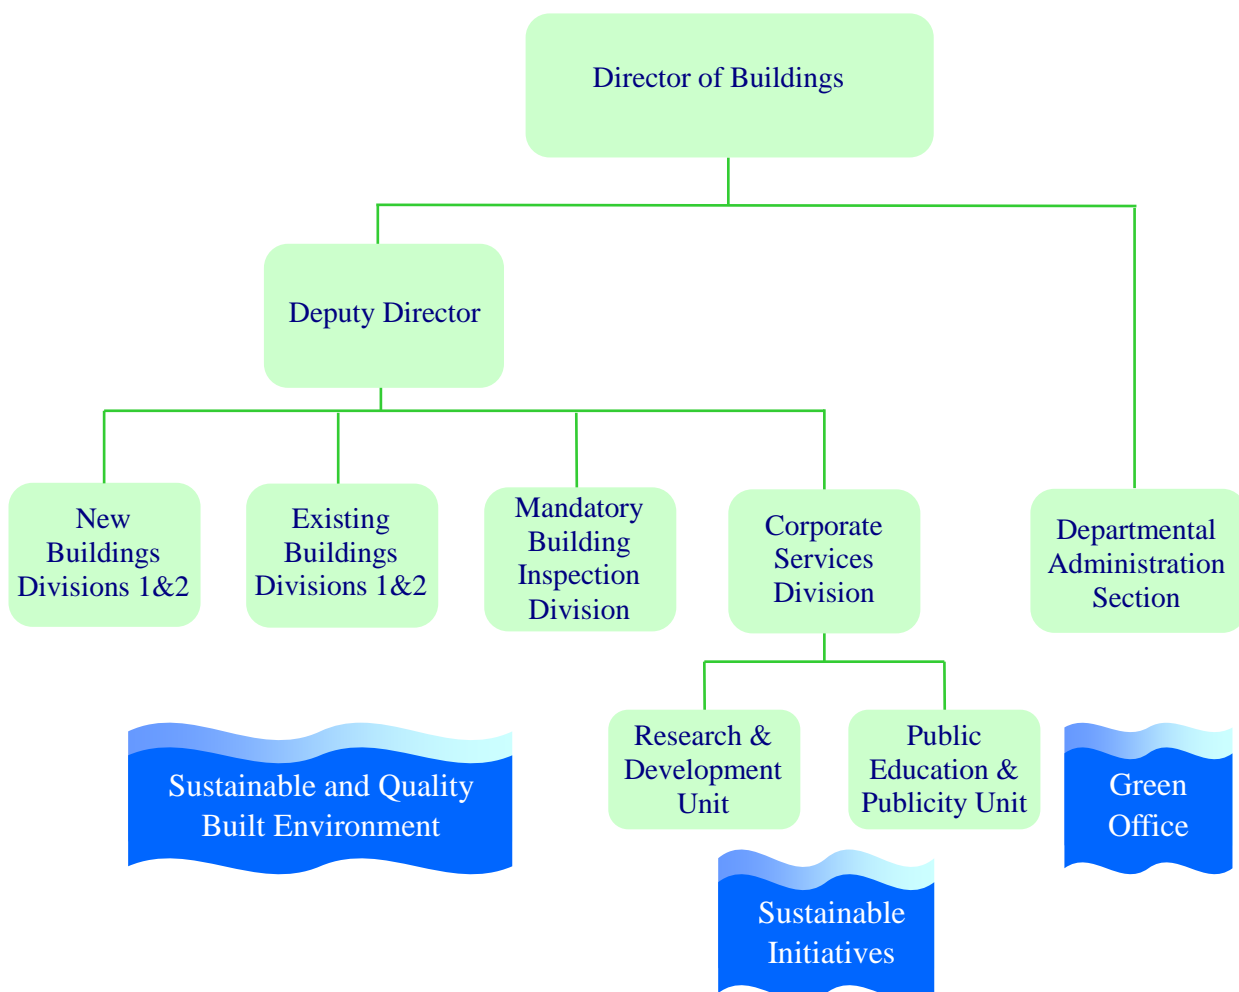 Director of Buildings
Deputy Director
New
Buildings
Divisions 1&2
Existing
Buildings
Divisions 1&2
Mandatory
Building
Inspection
Division
Corporate
Services
Division
Departmental
Administration
Section
Research &
Development
Unit
Public
Education &
Publicity Unit
Sustainable and Quality
Built Environment
Green
Office
Sustainable
Initiatives